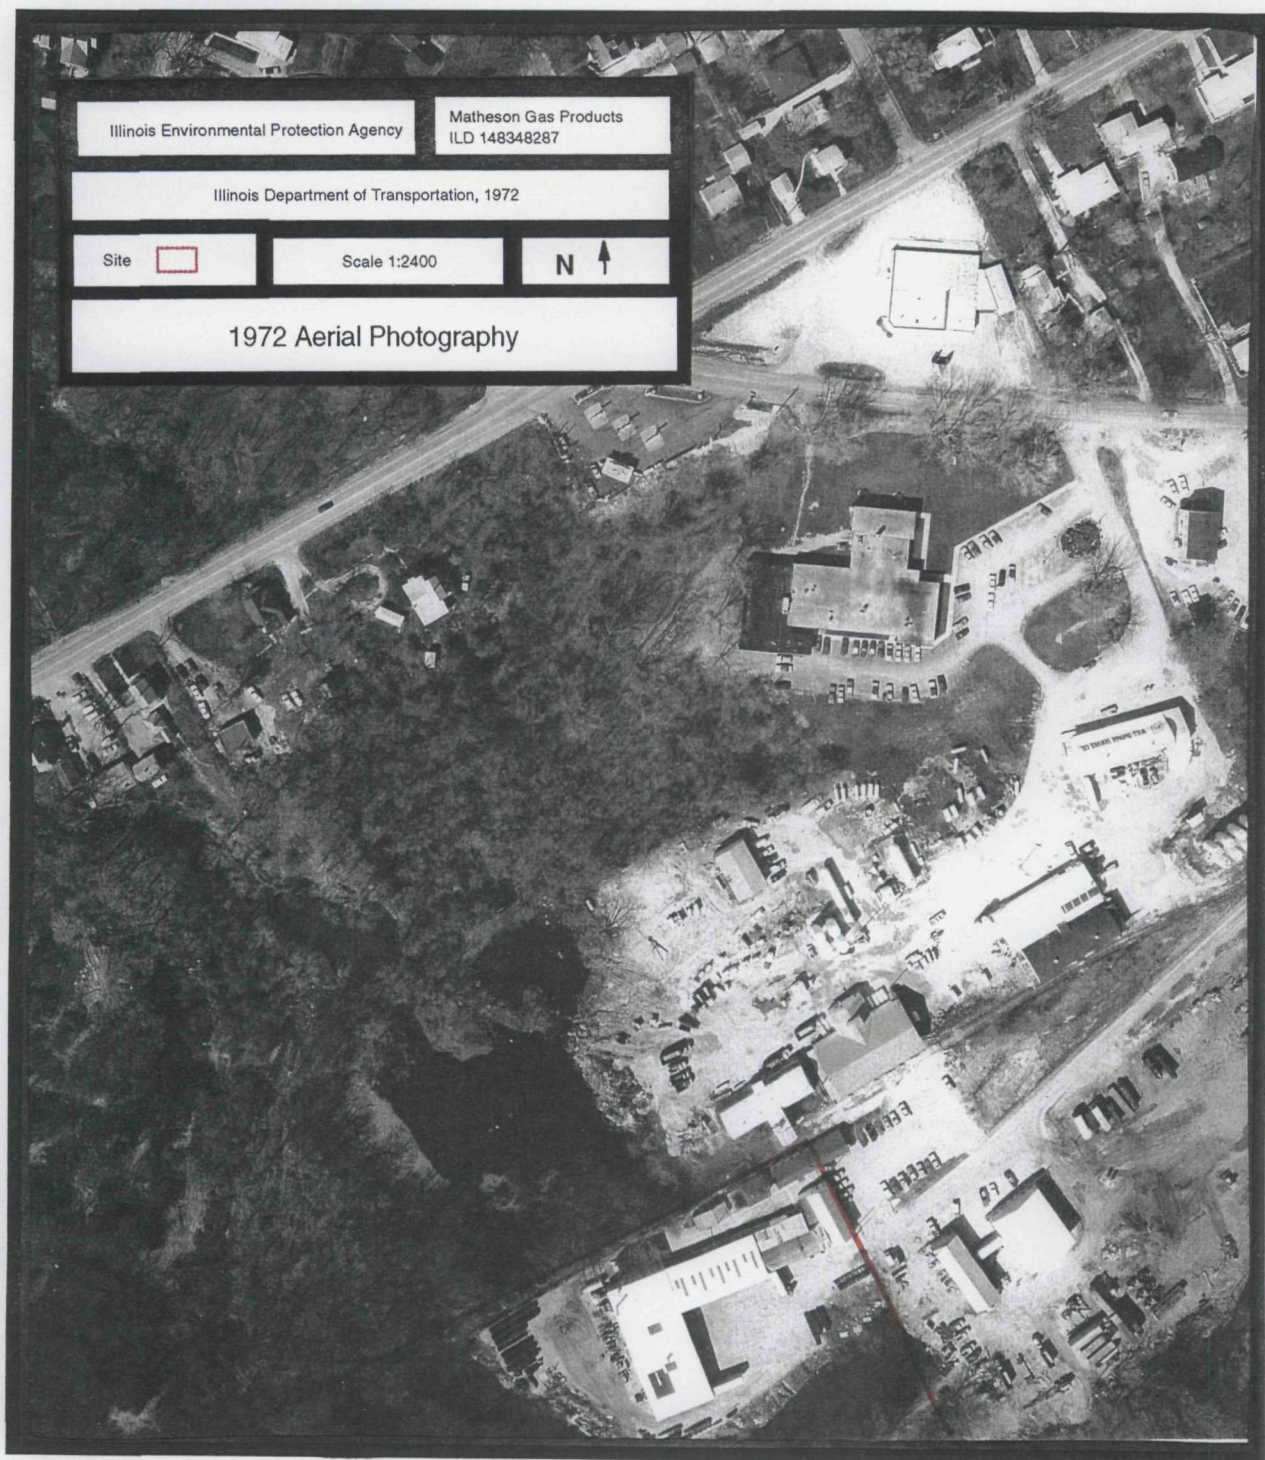 Illinois Environmental Protection Agency
Matheson Gas Products
ILD 148348287
Illinois Department of Transportation, 1972
Site
Scale 1:2400
N
1972 Aerial Photography